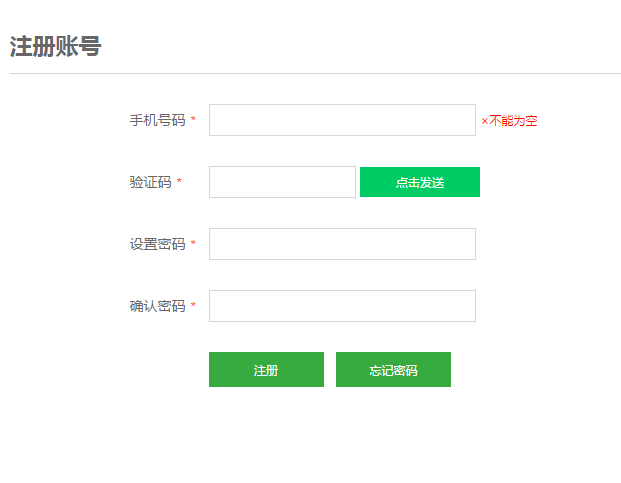 注册账号
手机号码 * ×不能为空
验证码 * 点击发送
设置密码 *
确认密码 *
注册 忘记密码